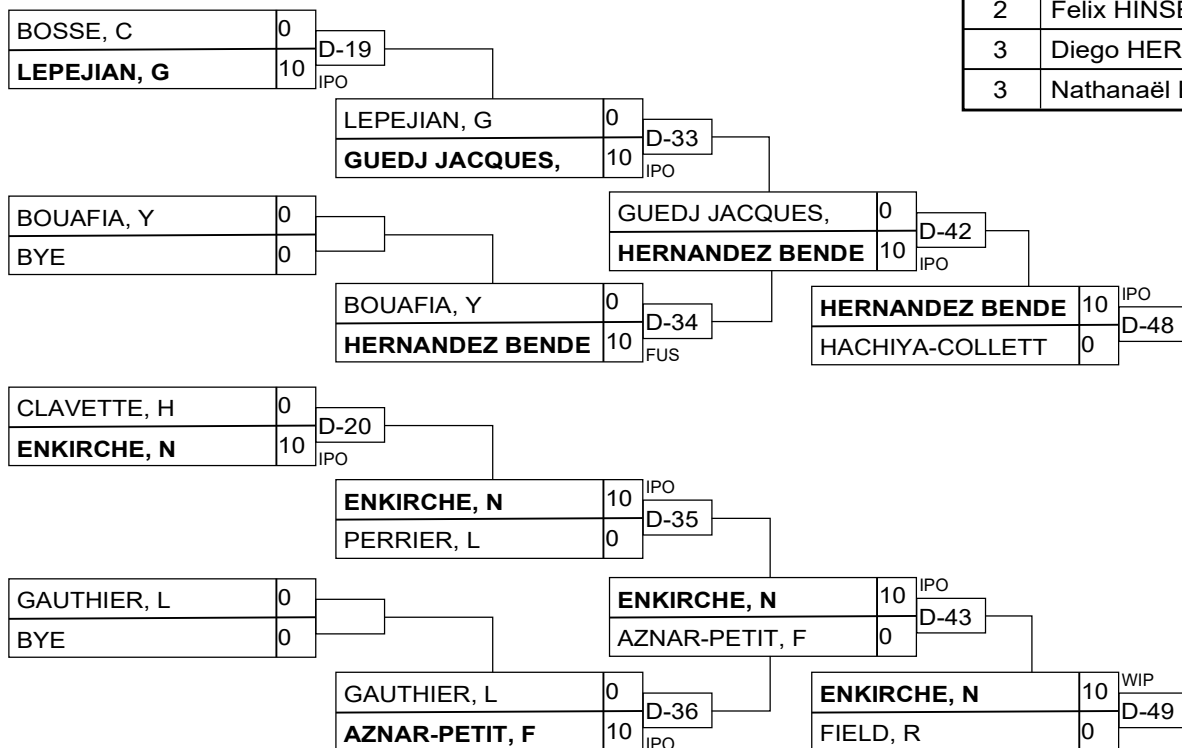 2 Felix HINSE
3 Diego HER
3 Nathanaël
BOSSE, C 0
D-19
LEPEJIAN, G 10 IPO
LEPEJIAN, G 0
D-33
GUEDJ JACQUES, 10 IPO
BOUAFIA, Y 0
BYE 0
GUEDJ JACQUES, 0
D-42
HERNANDEZ BENDE 10 IPO
BOUAFIA, Y 0
D-34
HERNANDEZ BENDE 10 FUS
HERNANDEZ BENDE 10 IPO
D-48
HACHIYA-COLLETT 0
CLAVETTE, H 0
D-20
ENKIRCHE, N 10 IPO
ENKIRCHE, N 10 IPO
D-35
PERRIER, L 0
GAUTHIER, L 0
BYE 0
ENKIRCHE, N 10 IPO
D-43
AZNAR-PETIT, F 0
GAUTHIER, L 0
D-36
AZNAR-PETIT, F 10 IPO
ENKIRCHE, N 10 WIP
D-49
FIELD, R 0